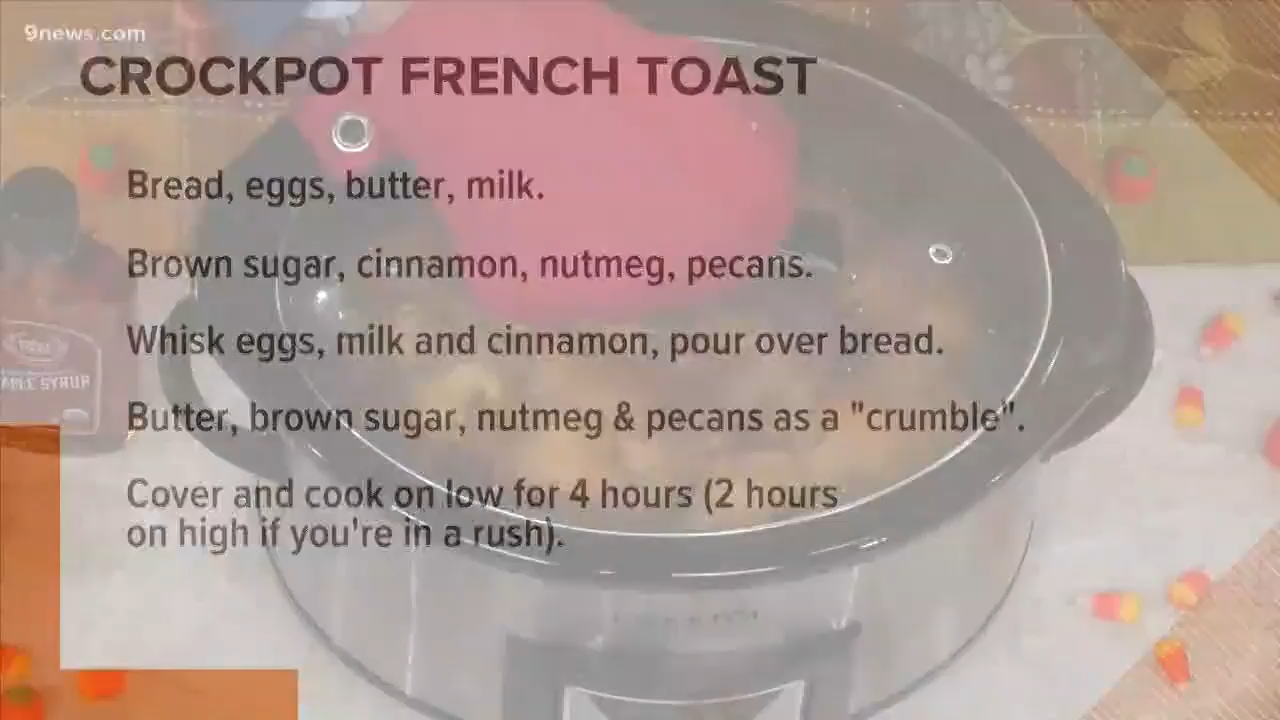 9news.com
CROCKPOT FRENCH TOAST
Bread, eggs, butter, milk.
Brown sugar, cinnamon, nutmeg, pecans.
Whisk eggs, milk and cinnamon, pour over bread.
Butter, brown sugar, nutmeg & pecans as a "crumble".
Cover and cook on low for 4 hours (2 hours
on high if you're in a rush).
SYRUP